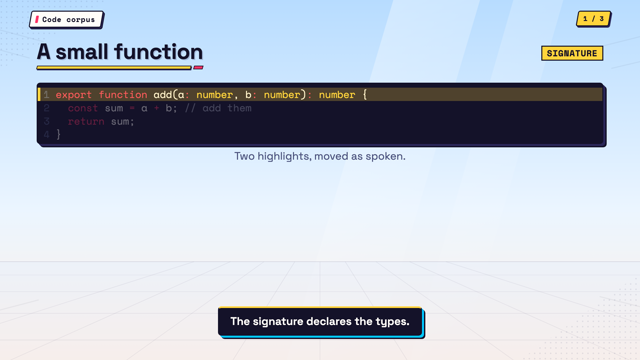 Code corpus
1 / 3
A small function
SIGNATURE
1 export function add(a: number, b: number): number {
2   const sum = a + b; // add them
3   return sum;
4 }
Two highlights, moved as spoken.
The signature declares the types.